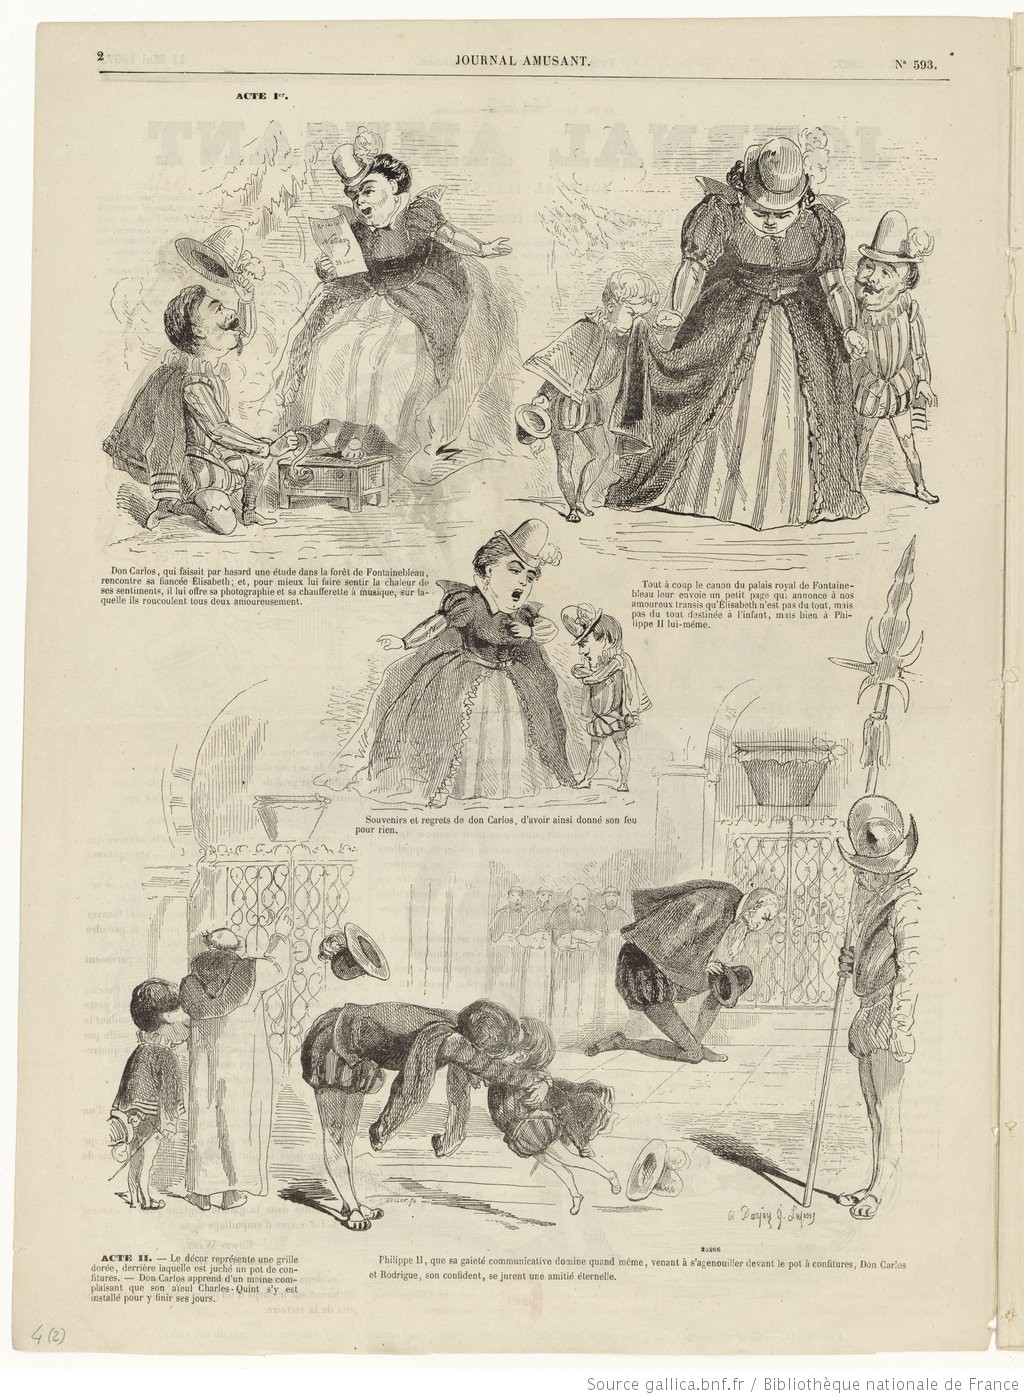 2
JOURNAL AMUSANT.
N° 593.
ACTE Ier.
Don Carlos, qui faisait par hasard une étude dans la forêt de Fontainebleau,
rencontre sa fiancée Élisabeth; et, pour mieux lui faire sentir la chaleur de
ses sentiments, il lui offre sa photographie et sa chaufferette à musique, sur la-
quelle ils roucoulent tous deux amoureusement.
Tout à coup le canon du palais royal de Fontaine-
bleau leur envoie un petit page qui annonce à nos
amoureux transis qu'Élisabeth n'est pas du tout, mais
pas du tout destinée à l'infant, mais bien à Phi-
lippe II lui-même.
Souvenirs et regrets de don Carlos, d'avoir ainsi donné son feu
pour rien.
ACTE II. — Le décor représente une grille
dorée, derrière laquelle est juché un pot de con-
fitures. — Don Carlos apprend d'un moine com-
plaisant que son aïeul Charles-Quint s'y est
installé pour y finir ses jours.
Philippe II, que sa gaieté communicative domine quand même, venant à s'agenouiller devant le pot à confitures, Don Carlos
et Rodrigue, son confident, se jurent une amitié éternelle.
4 (2)
Source gallica.bnf.fr / Bibliothèque nationale de France